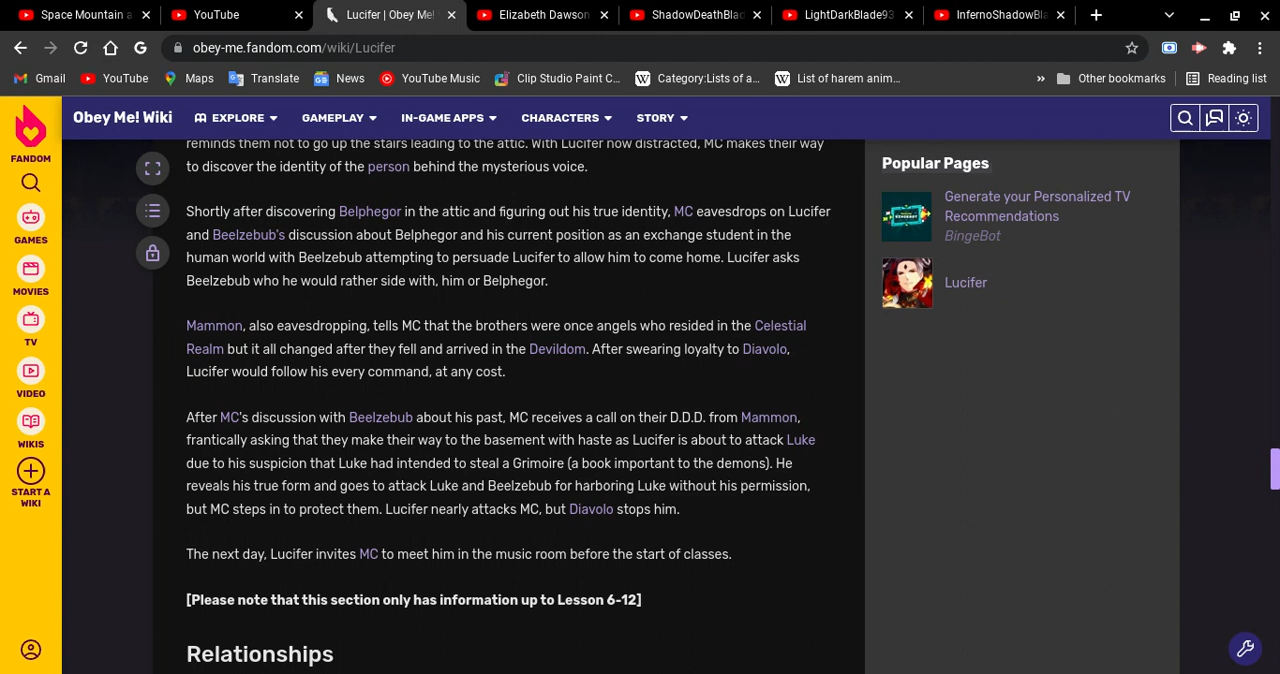 Space Mountain a
YouTube
Lucifer | Obey Me!
Elizabeth Dawson
ShadowDeathBlad
LightDarkBlade93
InfernoShadowBla
obey-me.fandom.com/wiki/Lucifer
Gmail
YouTube
Maps
Translate
News
YouTube Music
Clip Studio Paint C...
Category:Lists of a...
List of harem anim...
»
Other bookmarks
Reading list
FANDOM
GAMES
MOVIES
TV
VIDEO
WIKIS
START A
WIKI
Obey Me! Wiki
EXPLORE
GAMEPLAY
IN-GAME APPS
CHARACTERS
STORY
reminds them not to go up the stairs leading to the attic. With Lucifer now distracted, MC makes their way
to discover the identity of the person behind the mysterious voice.
Shortly after discovering Belphegor in the attic and figuring out his true identity, MC eavesdrops on Lucifer
and Beelzebub's discussion about Belphegor and his current position as an exchange student in the
human world with Beelzebub attempting to persuade Lucifer to allow him to come home. Lucifer asks
Beelzebub who he would rather side with, him or Belphegor.
Mammon, also eavesdropping, tells MC that the brothers were once angels who resided in the Celestial
Realm but it all changed after they fell and arrived in the Devildom. After swearing loyalty to Diavolo,
Lucifer would follow his every command, at any cost.
After MC's discussion with Beelzebub about his past, MC receives a call on their D.D.D. from Mammon,
frantically asking that they make their way to the basement with haste as Lucifer is about to attack Luke
due to his suspicion that Luke had intended to steal a Grimoire (a book important to the demons). He
reveals his true form and goes to attack Luke and Beelzebub for harboring Luke without his permission,
but MC steps in to protect them. Lucifer nearly attacks MC, but Diavolo stops him.
The next day, Lucifer invites MC to meet him in the music room before the start of classes.
[Please note that this section only has information up to Lesson 6-12]
Relationships
Popular Pages
Generate your Personalized TV
Recommendations
BingeBot
Lucifer